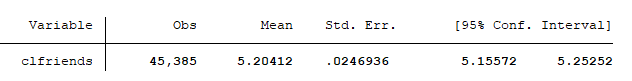 Variable Obs Mean Std. Err. [95% Conf. Interval]
clfriends 45,385 5.20412 .0246936 5.15572 5.25252